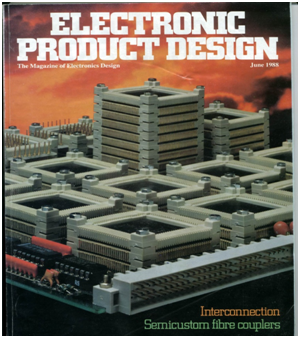 ELECTRONIC
PRODUCT DESIGN
The Magazine of Electronics Design
June 1988
Interconnection
Semicustom fibre couplers